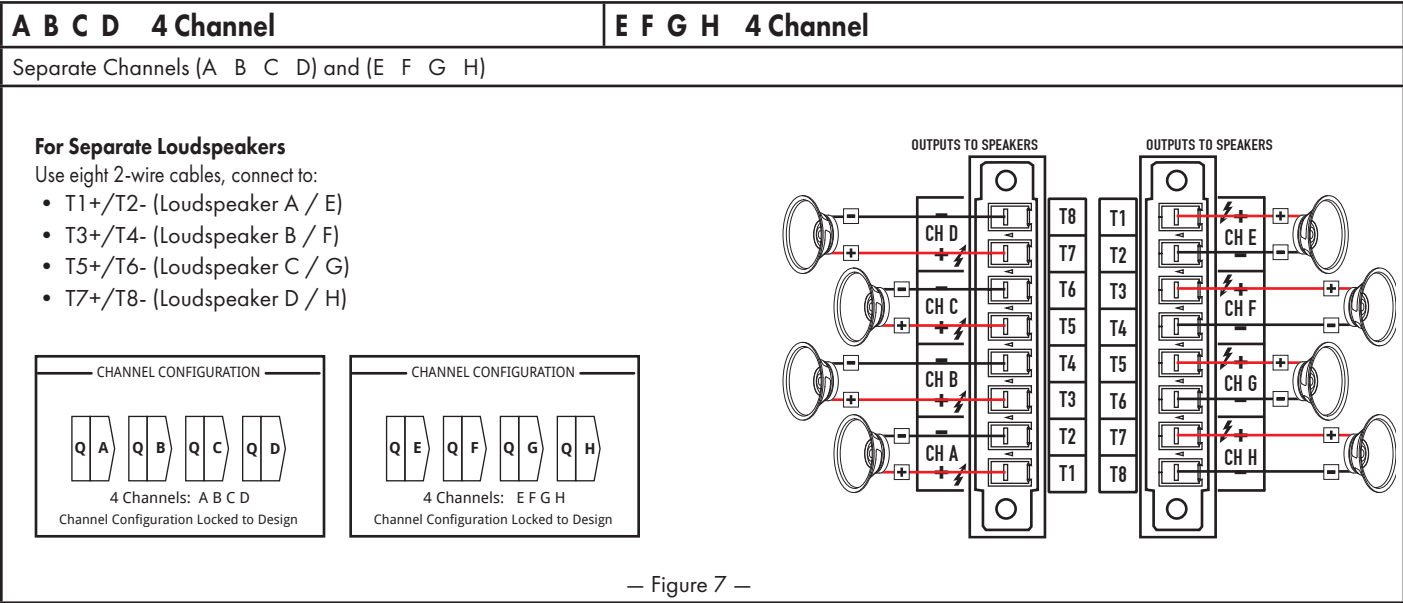 A B C D 4 Channel
E F G H 4 Channel
Separate Channels (A B C D) and (E F G H)
For Separate Loudspeakers
Use eight 2-wire cables, connect to:
• T1+/T2- (Loudspeaker A / E)
• T3+/T4- (Loudspeaker B / F)
• T5+/T6- (Loudspeaker C / G)
• T7+/T8- (Loudspeaker D / H)
CHANNEL CONFIGURATION
Q A Q B Q C Q D
4 Channels: A B C D
Channel Configuration Locked to Design
CHANNEL CONFIGURATION
Q E Q F Q G Q H
4 Channels: E F G H
Channel Configuration Locked to Design
OUTPUTS TO SPEAKERS
- - T8
CH D
+ + T7
- - T6
CH C
+ + T5
- - T4
CH B
+ + T3
- - T2
CH A
+ + T1
OUTPUTS TO SPEAKERS
T1 + +
CH E
T2 - -
T3 + +
CH F
T4 - -
T5 + +
CH G
T6 - -
T7 + +
CH H
T8 - -
— Figure 7 —